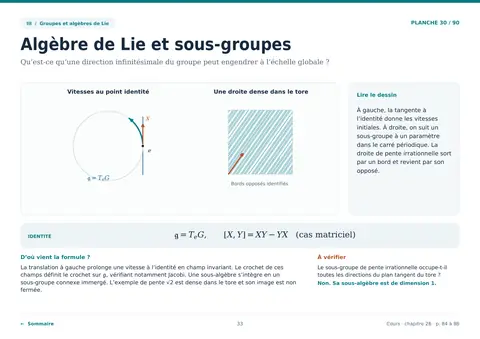 08 / Groupes et algèbres de Lie
PLANCHE 30 / 90
Algèbre de Lie et sous-groupes
Qu'est-ce qu'une direction infinitésimale du groupe peut engendrer à l'échelle globale ?
Vitesses au point identité
X
e
𝔤 = TₑG
Une droite dense dans le tore
Bords opposés identifiés
Lire le dessin
À gauche, la tangente à
l'identité donne les vitesses
initiales. À droite, on suit un
sous-groupe à un paramètre
dans le carré périodique. La
droite de pente irrationnelle sort
par un bord et revient par son
opposé.
IDENTITÉ
𝔤 = TₑG, [X, Y] = XY − YX (cas matriciel)
D'où vient la formule ?
La translation à gauche prolonge une vitesse à l'identité en champ invariant. Le crochet de ces
champs définit le crochet sur 𝔤, vérifiant notamment Jacobi. Une sous-algèbre s'intègre en un
sous-groupe connexe immergé. L'exemple de pente √2 est dense dans le tore et son image est non
fermée.
À vérifier
Le sous-groupe de pente irrationnelle occupe-t-il
toutes les directions du plan tangent du tore ?
Non. Sa sous-algèbre est de dimension 1.
← Sommaire
33
Cours · chapitre 26 · p. 84 à 86